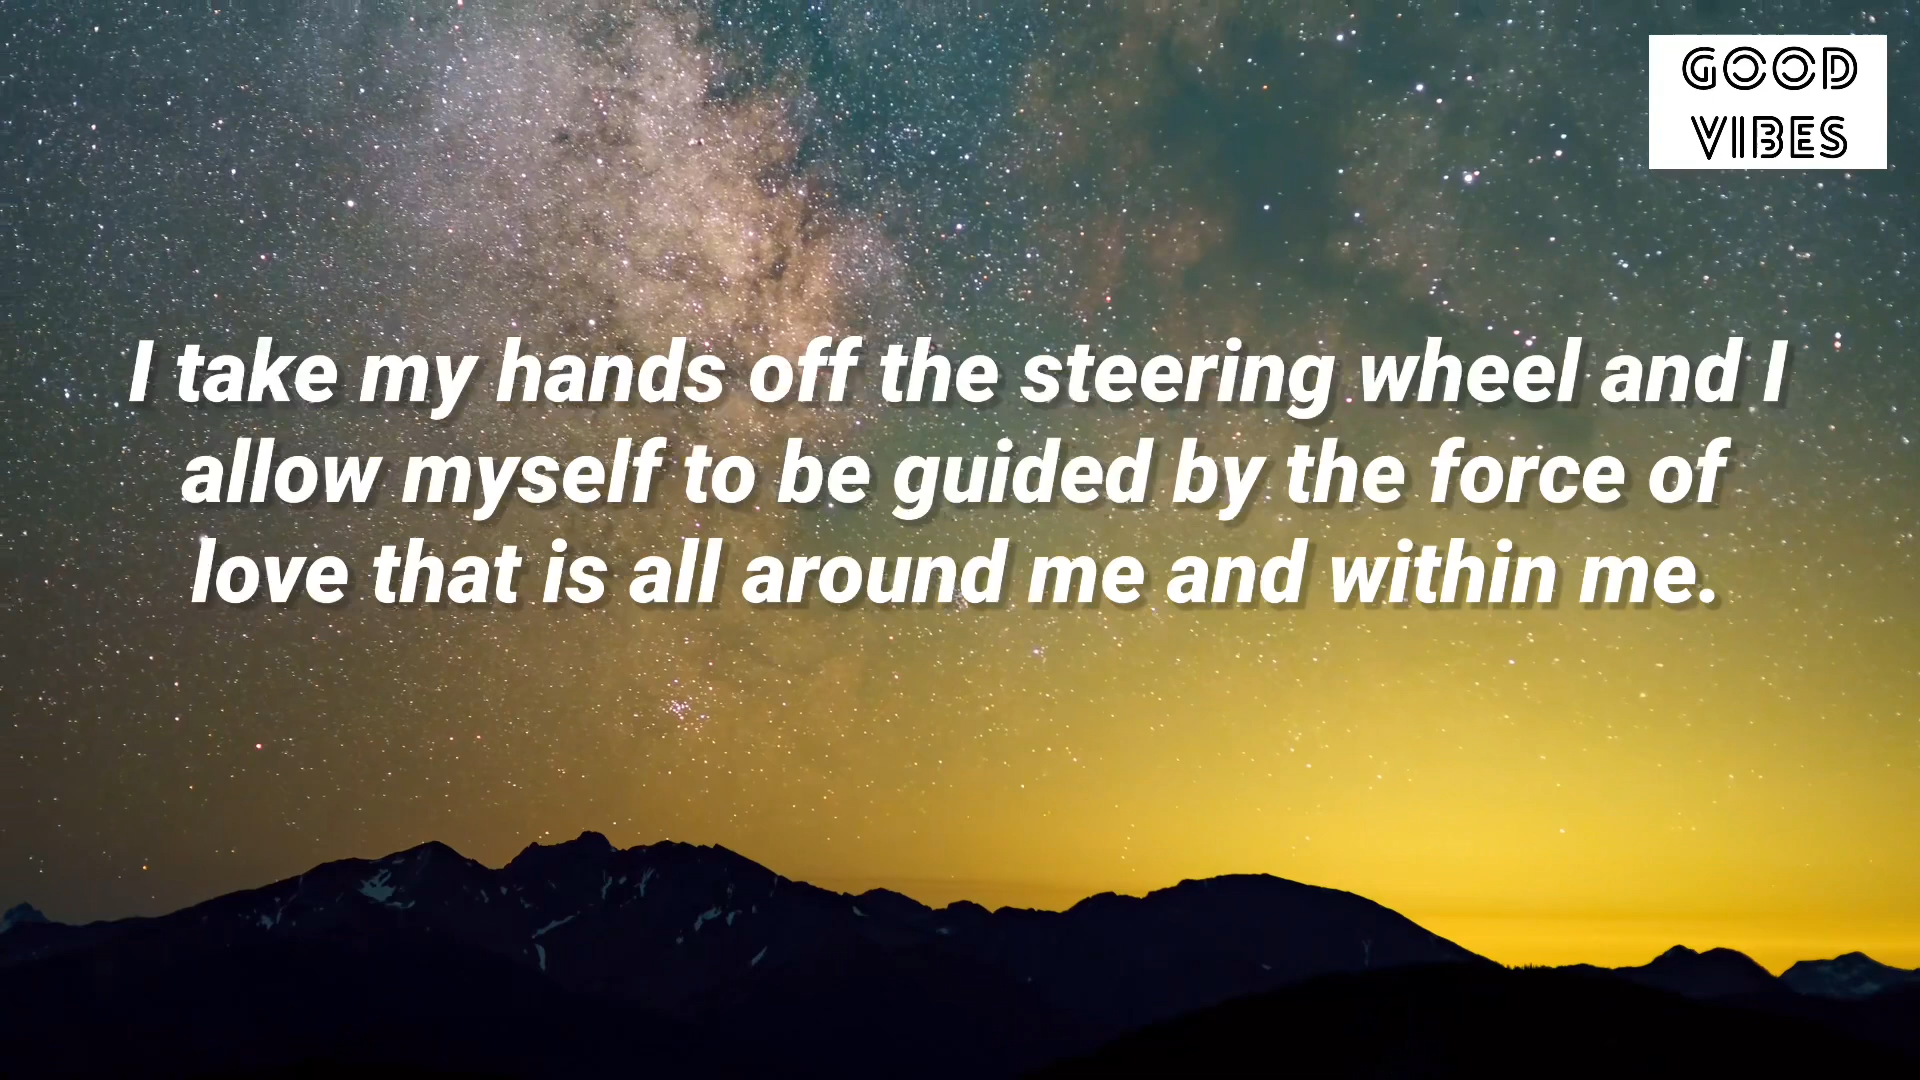 GOOD
VIBES
I take my hands off the steering wheel and I
allow myself to be guided by the force of
love that is all around me and within me.